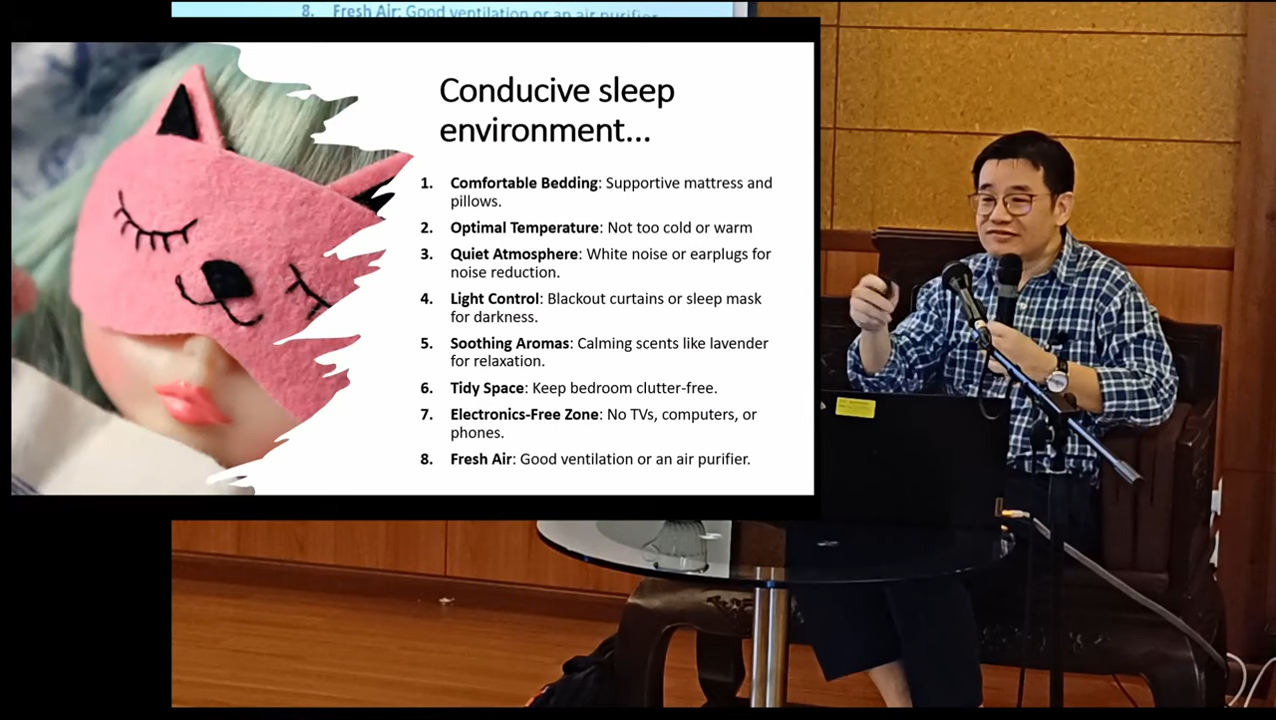 8. Fresh Air: Good ventilation or an air purifier.
Conducive sleep
environment...
1. Comfortable Bedding: Supportive mattress and
pillows.
2. Optimal Temperature: Not too cold or warm
3. Quiet Atmosphere: White noise or earplugs for
noise reduction.
4. Light Control: Blackout curtains or sleep mask
for darkness.
5. Soothing Aromas: Calming scents like lavender
for relaxation.
6. Tidy Space: Keep bedroom clutter-free.
7. Electronics-Free Zone: No TVs, computers, or
phones.
8. Fresh Air: Good ventilation or an air purifier.